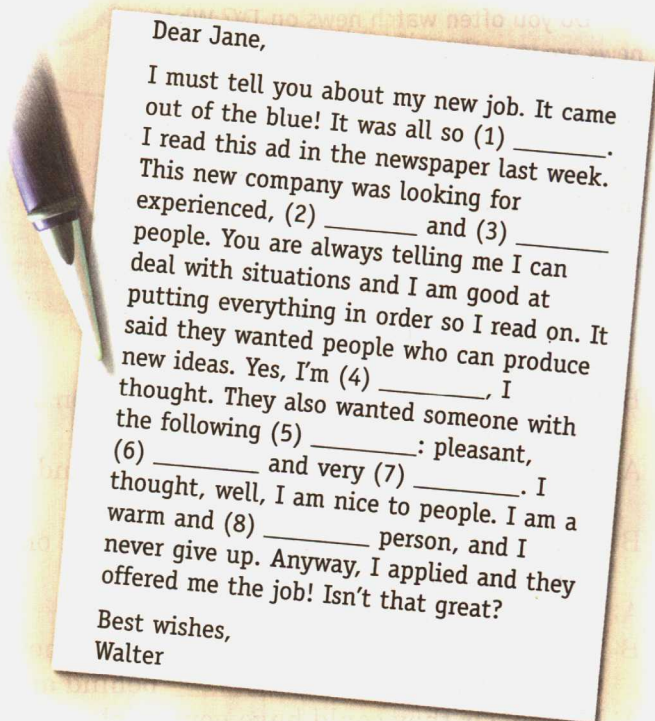 Dear Jane,
I must tell you about my new job. It came
out of the blue! It was all so (1) _______.
I read this ad in the newspaper last week.
This new company was looking for
experienced, (2) _______ and (3) _______
people. You are always telling me I can
deal with situations and I am good at
putting everything in order so I read on. It
said they wanted people who can produce
new ideas. Yes, I'm (4) ________, I
thought. They also wanted someone with
the following (5) ________: pleasant,
(6) ________ and very (7) ________. I
thought, well, I am nice to people. I am a
warm and (8) ________ person, and I
never give up. Anyway, I applied and they
offered me the job! Isn't that great?
Best wishes,
Walter